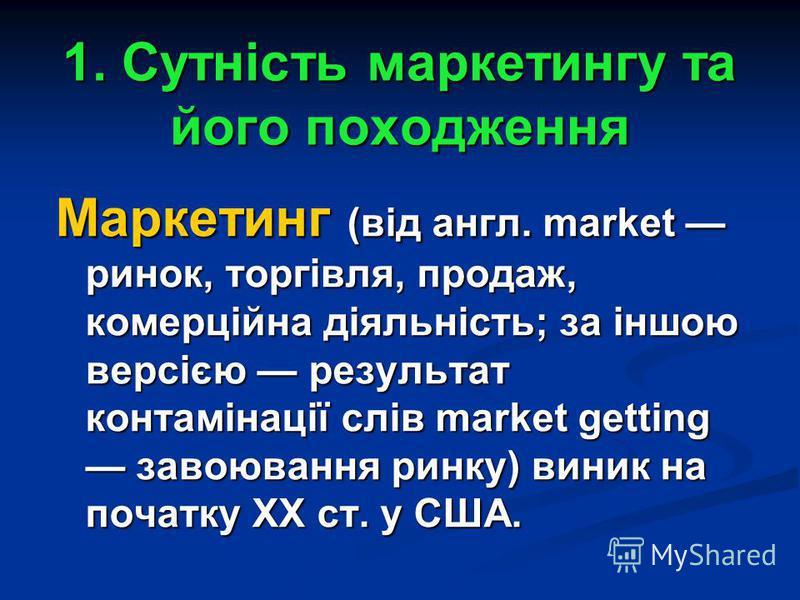 1. Сутність маркетингу та
його походження
Маркетинг (від англ. market —
ринок, торгівля, продаж,
комерційна діяльність; за іншою
версією — результат
контамінації слів market getting
— завоювання ринку) виник на
початку ХХ ст. у США.
MyShared